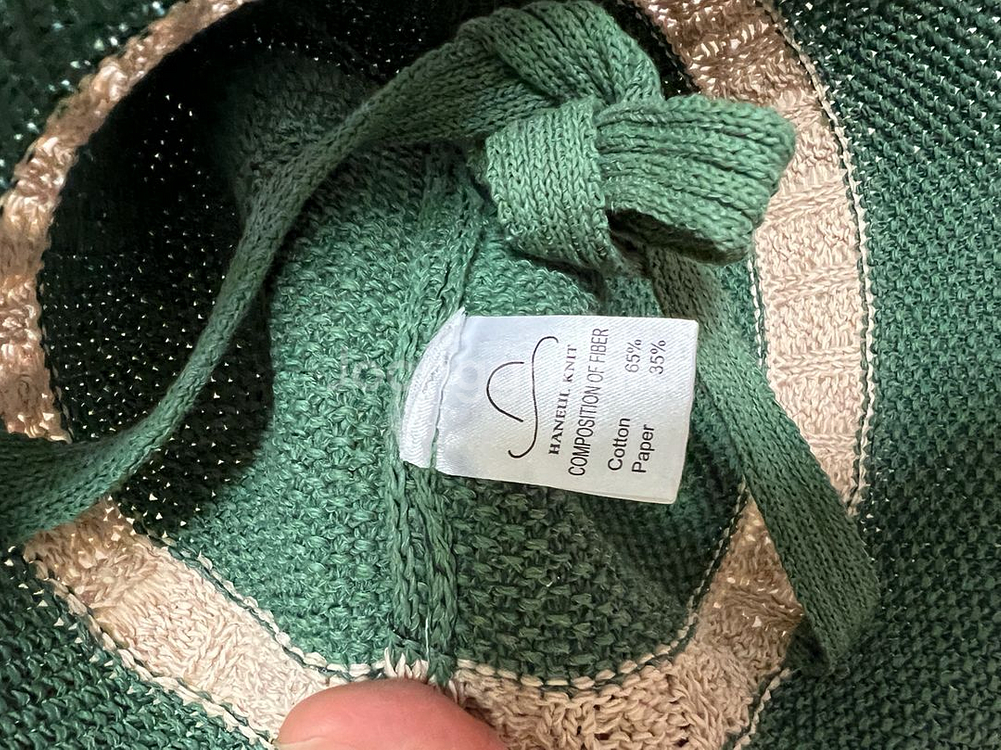 HANEUL KNIT
COMPOSITION OF FIBER
Cotton 65%
Paper 35%